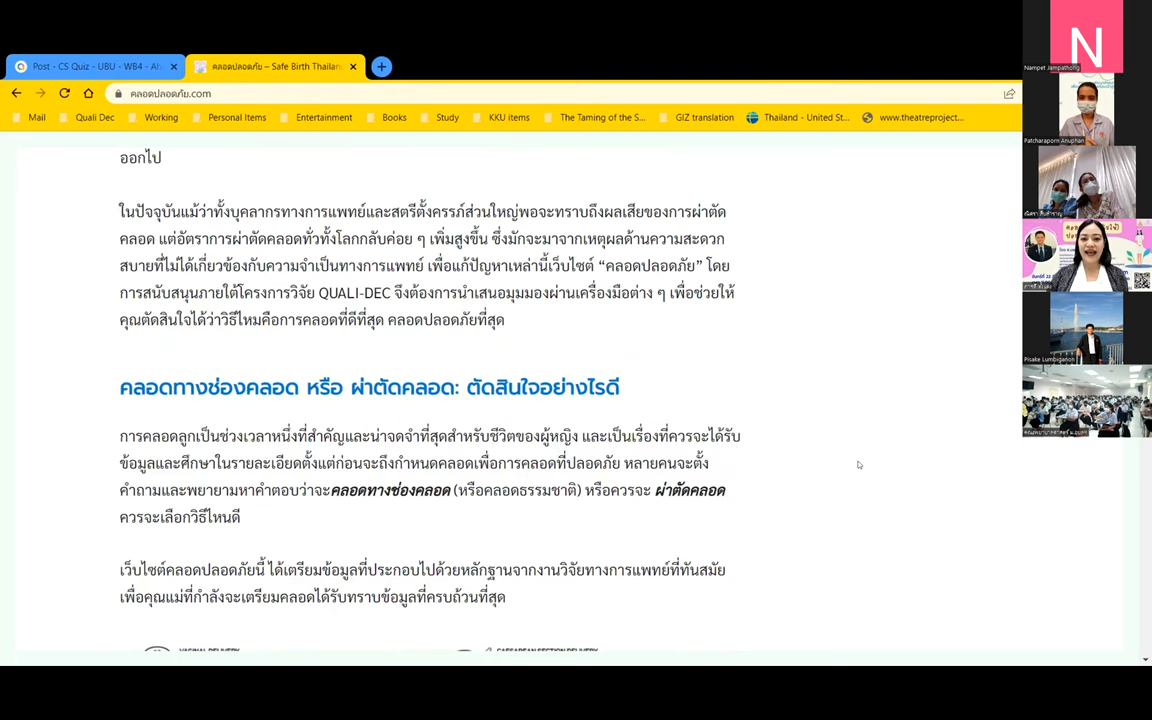 Post - CS Quiz - UBU - WB4 - Ah
คลอดปลอดภัย – Safe Birth Thailan
คลอดปลอดภัย.com
Mail
Quali Dec
Working
Personal Items
Entertainment
Books
Study
KKU items
The Taming of the S...
GIZ translation
Thailand - United St...
www.theatreproject...
ออกไป
ในปัจจุบันแม้ว่าทั้งบุคลากรทางการแพทย์และสตรีตั้งครรภ์ส่วนใหญ่พอจะทราบถึงผลเสียของการผ่าตัด
คลอด แต่อัตราการผ่าตัดคลอดทั่วทั้งโลกกลับค่อย ๆ เพิ่มสูงขึ้น ซึ่งมักจะมาจากเหตุผลด้านความสะดวก
สบายที่ไม่ได้เกี่ยวข้องกับความจำเป็นทางการแพทย์ เพื่อแก้ปัญหาเหล่านี้เว็บไซต์ “คลอดปลอดภัย” โดย
การสนับสนุนภายใต้โครงการวิจัย QUALI-DEC จึงต้องการนำเสนอมุมมองผ่านเครื่องมือต่าง ๆ เพื่อช่วยให้
คุณตัดสินใจได้ว่าวิธีไหมคือการคลอดที่ดีที่สุด คลอดปลอดภัยที่สุด
คลอดทางช่องคลอด หรือ ผ่าตัดคลอด: ตัดสินใจอย่างไรดี
การคลอดลูกเป็นช่วงเวลาหนึ่งที่สำคัญและน่าจดจำที่สุดสำหรับชีวิตของผู้หญิง และเป็นเรื่องที่ควรจะได้รับ
ข้อมูลและศึกษาในรายละเอียดตั้งแต่ก่อนจะถึงกำหนดคลอดเพื่อการคลอดที่ปลอดภัย หลายคนจะตั้ง
คำถามและพยายามหาคำตอบว่าจะคลอดทางช่องคลอด (หรือคลอดธรรมชาติ) หรือควรจะ ผ่าตัดคลอด
ควรจะเลือกวิธีไหนดี
เว็บไซต์คลอดปลอดภัยนี้ ได้เตรียมข้อมูลที่ประกอบไปด้วยหลักฐานจากงานวิจัยทางการแพทย์ที่ทันสมัย
เพื่อคุณแม่ที่กำลังจะเตรียมคลอดได้รับทราบข้อมูลที่ครบถ้วนที่สุด
VAGINAL DELIVERY
CAESAREAN SECTION DELIVERY
N
Nampet Jampathong
Patcharaporn Anuphan
Pisake Lumbiganon